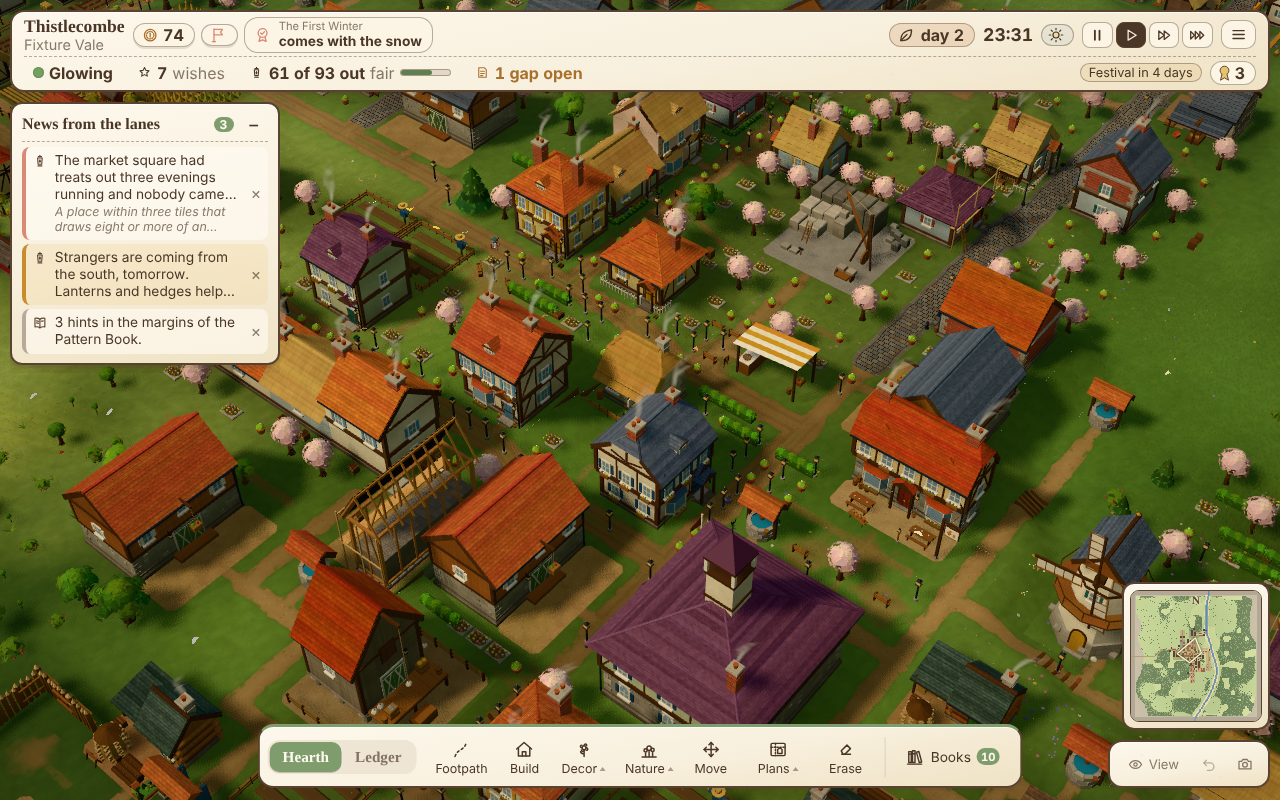 Thistlecombe
Fixture Vale
74
The First Winter
comes with the snow
day 2
23:31
Glowing
7 wishes
61 of 93 out fair
1 gap open
Festival in 4 days
3
News from the lanes
3
The market square had
treats out three evenings
running and nobody came...
A place within three tiles that
draws eight or more of an...
Strangers are coming from
the south, tomorrow.
Lanterns and hedges help...
3 hints in the margins of the
Pattern Book.
N
Hearth
Ledger
Footpath
Build
Decor
Nature
Move
Plans
Erase
Books
10
View